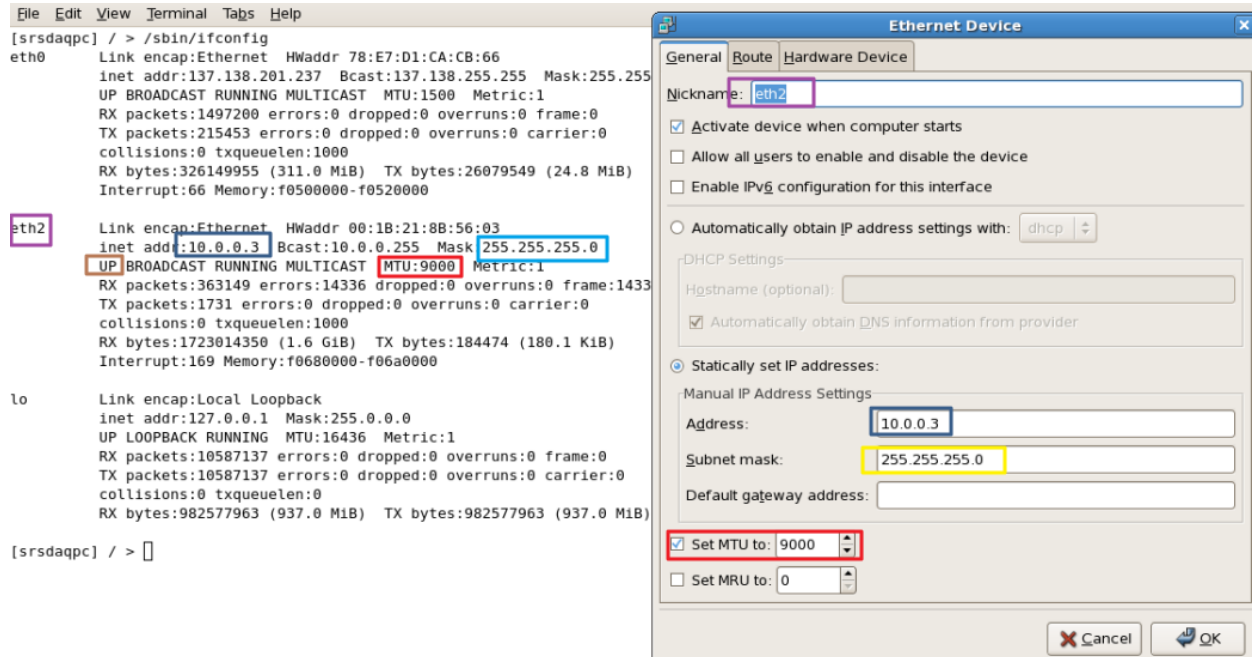 File Edit View Terminal Tabs Help
[srsdaqpc] / > /sbin/ifconfig
eth0 Link encap:Ethernet HWaddr 78:E7:D1:CA:CB:66
inet addr:137.138.201.237 Bcast:137.138.255.255 Mask:255.255
UP BROADCAST RUNNING MULTICAST MTU:1500 Metric:1
RX packets:1497200 errors:0 dropped:0 overruns:0 frame:0
TX packets:215453 errors:0 dropped:0 overruns:0 carrier:0
collisions:0 txqueuelen:1000
RX bytes:326149955 (311.0 MiB) TX bytes:26079549 (24.8 MiB)
Interrupt:66 Memory:f0500000-f0520000
eth2 Link encap:Ethernet HWaddr 00:1B:21:8B:56:03
inet addr:10.0.0.3 Bcast:10.0.0.255 Mask 255.255.255.0
UP BROADCAST RUNNING MULTICAST MTU:9000 Metric:1
RX packets:363149 errors:14336 dropped:0 overruns:0 frame:1433
TX packets:1731 errors:0 dropped:0 overruns:0 carrier:0
collisions:0 txqueuelen:1000
RX bytes:1723014350 (1.6 GiB) TX bytes:184474 (180.1 KiB)
Interrupt:169 Memory:f0680000-f06a0000
lo Link encap:Local Loopback
inet addr:127.0.0.1 Mask:255.0.0.0
UP LOOPBACK RUNNING MTU:16436 Metric:1
RX packets:10587137 errors:0 dropped:0 overruns:0 frame:0
TX packets:10587137 errors:0 dropped:0 overruns:0 carrier:0
collisions:0 txqueuelen:0
RX bytes:982577963 (937.0 MiB) TX bytes:982577963 (937.0 MiB)
[srsdaqpc] / >
Ethernet Device
General Route Hardware Device
Nickname: eth2
Activate device when computer starts
Allow all users to enable and disable the device
Enable IPv6 configuration for this interface
Automatically obtain IP address settings with: dhcp
DHCP Settings
Hostname (optional):
Automatically obtain DNS information from provider
Statically set IP addresses:
Manual IP Address Settings
Address: 10.0.0.3
Subnet mask: 255.255.255.0
Default gateway address:
Set MTU to: 9000
Set MRU to: 0
Cancel OK